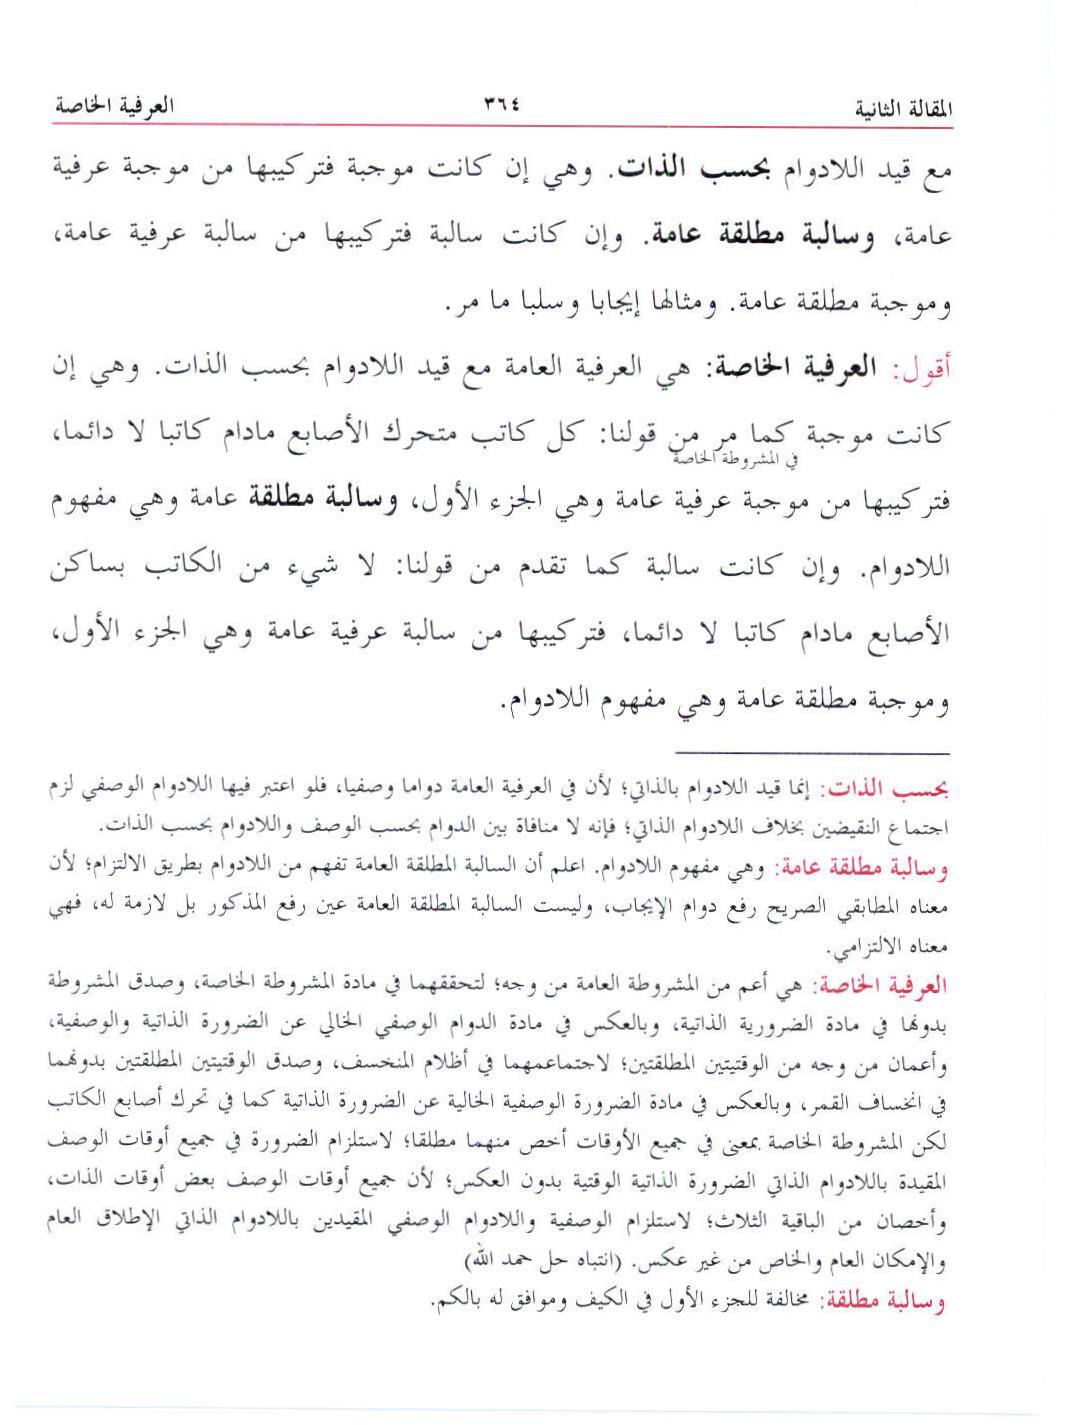 المقالة الثانية ٣٦٤ العرفية الخاصة
مع قيد اللادوام بحسب الذات. وهي إن كانت موجبة فتركيبها من موجبة عرفية
عامة، وسالبة مطلقة عامة. وإن كانت سالبة فتركيبها من سالبة عرفية عامة،
وموجبة مطلقة عامة. ومثالها إيجابا وسلبا ما مر.
أقول: العرفية الخاصة: هي العرفية العامة مع قيد اللادوام بحسب الذات. وهي إن
كانت موجبة كما مر من قولنا: كل كاتب متحرك الأصابع مادام كاتبا لا دائما،
في المشروطة الخاصة
فتركيبها من موجبة عرفية عامة وهي الجزء الأول، وسالبة مطلقة عامة وهي مفهوم
اللادوام. وإن كانت سالبة كما تقدم من قولنا: لا شيء من الكاتب بساكن
الأصابع مادام كاتبا لا دائما، فتركيبها من سالبة عرفية عامة وهي الجزء الأول،
وموجبة مطلقة عامة وهي مفهوم اللادوام.
بحسب الذات: إنما قيد اللادوام بالذاتي؛ لأن في العرفية العامة دواما وصفيا، فلو اعتبر فيها اللادوام الوصفي لزم
اجتماع النقيضين بخلاف اللادوام الذاتي؛ فإنه لا منافاة بين الدوام بحسب الوصف واللادوام بحسب الذات.
وسالبة مطلقة عامة: وهي مفهوم اللادوام. اعلم أن السالبة المطلقة العامة تفهم من اللادوام بطريق الالتزام؛ لأن
معناه المطابقي الصريح رفع دوام الإيجاب، وليست السالبة المطلقة العامة عين رفع المذكور بل لازمة له، فهي
معناه الالتزامي.
العرفية الخاصة: هي أعم من المشروطة العامة من وجه؛ لتحققهما في مادة المشروطة الخاصة، وصدق المشروطة
بدونها في مادة الضرورية الذاتية، وبالعكس في مادة الدوام الوصفي الخالي عن الضرورة الذاتية والوصفية،
وأعمان من وجه من الوقتيتين المطلقتين؛ لاجتماعمهما في أظلام المنخسف، وصدق الوقتيتين المطلقتين بدونهما
في انخساف القمر، وبالعكس في مادة الضرورة الوصفية الخالية عن الضرورة الذاتية كما في تحرك أصابع الكاتب
لكن المشروطة الخاصة بمعنى في جميع الأوقات أخص منهما مطلقا؛ لاستلزام الضرورة في جميع أوقات الوصف
المقيدة باللادوام الذاتي الضرورة الذاتية الوقتية بدون العكس؛ لأن جميع أوقات الوصف بعض أوقات الذات،
وأخصان من الباقية الثلاث؛ لاستلزام الوصفية واللادوام الوصفي المقيدين باللادوام الذاتي الإطلاق العام
والإمكان العام والخاص من غير عكس. (انتباه حل حمد الله)
وسالبة مطلقة: مخالفة للجزء الأول في الكيف وموافق له بالكم.